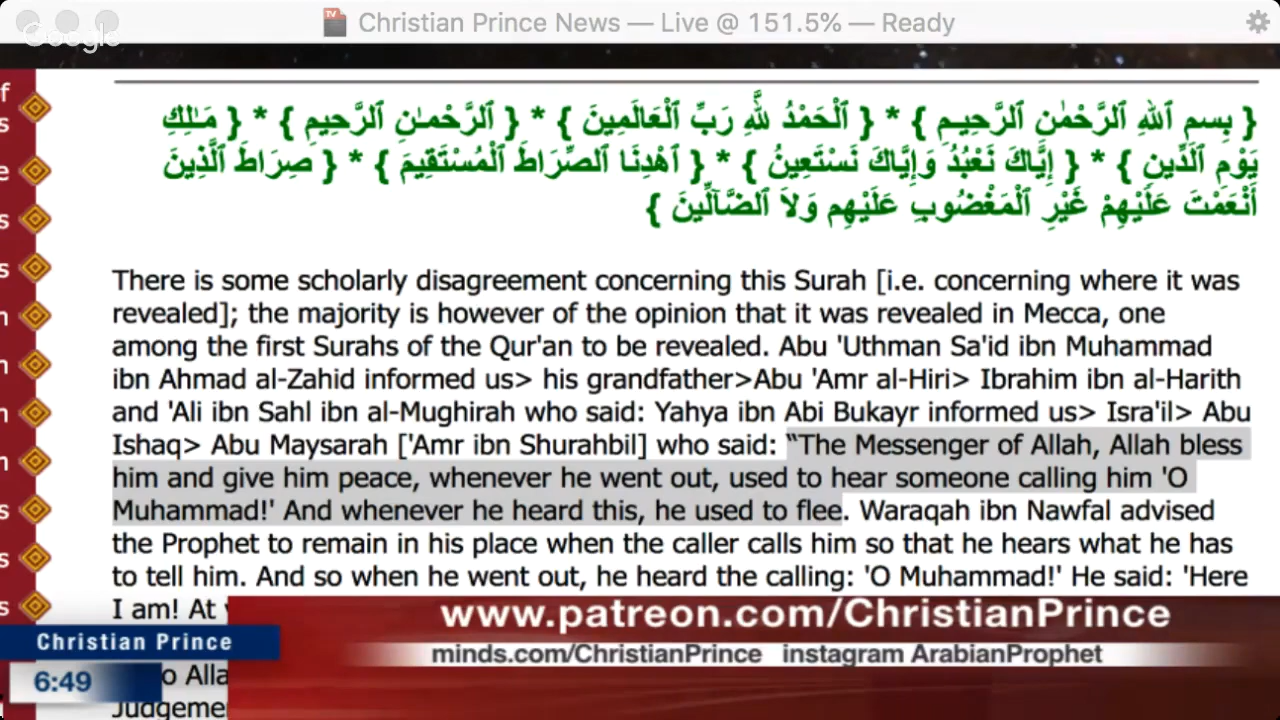 Christian Prince News — Live @ 151.5% — Ready
Google
{ بِسمِ ٱللهِ ٱلرَّحْمٰنِ ٱلرَّحِيـمِ } * { ٱلْحَمْدُ للَّهِ رَبِّ ٱلْعَالَمِينَ } * { ٱلرَّحْمـٰنِ ٱلرَّحِيمِ } * { مَـٰلِكِ
يَوْمِ ٱلدِّينِ } * { إِيَّاكَ نَعْبُدُ وَإِيَّاكَ نَسْتَعِينُ } * { ٱهْدِنَا ٱلصِّرَاطَ ٱلْمُسْتَقِيمَ } * { صِرَاطَ ٱلَّذِينَ
أَنْعَمْتَ عَلَيْهِمْ غَيْرِ ٱلْمَغْضُوبِ عَلَيْهِم وَلاَ ٱلضَّآلِّينَ }
There is some scholarly disagreement concerning this Surah [i.e. concerning where it was
revealed]; the majority is however of the opinion that it was revealed in Mecca, one
among the first Surahs of the Qur'an to be revealed. Abu 'Uthman Sa'id ibn Muhammad
ibn Ahmad al-Zahid informed us> his grandfather>Abu 'Amr al-Hiri> Ibrahim ibn al-Harith
and 'Ali ibn Sahl ibn al-Mughirah who said: Yahya ibn Abi Bukayr informed us> Isra'il> Abu
Ishaq> Abu Maysarah ['Amr ibn Shurahbil] who said: “The Messenger of Allah, Allah bless
him and give him peace, whenever he went out, used to hear someone calling him 'O
Muhammad!' And whenever he heard this, he used to flee. Waraqah ibn Nawfal advised
the Prophet to remain in his place when the caller calls him so that he hears what he has
to tell him. And so when he went out, he heard the calling: 'O Muhammad!' He said: 'Here
I am! At
www.patreon.com/ChristianPrince
Christian Prince
minds.com/ChristianPrince instagram ArabianProphet
6:49
o Alla
Judgeme